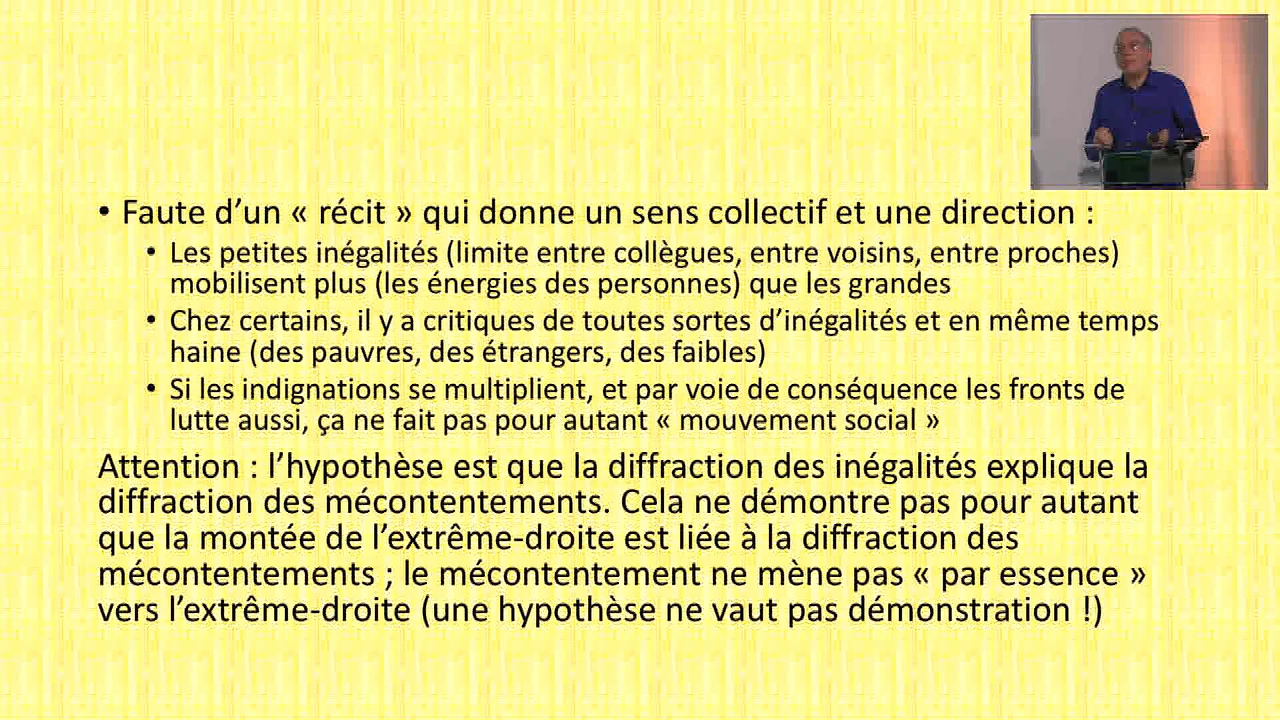 • Faute d’un « récit » qui donne un sens collectif et une direction :
• Les petites inégalités (limite entre collègues, entre voisins, entre proches)
mobilisent plus (les énergies des personnes) que les grandes
• Chez certains, il y a critiques de toutes sortes d’inégalités et en même temps
haine (des pauvres, des étrangers, des faibles)
• Si les indignations se multiplient, et par voie de conséquence les fronts de
lutte aussi, ça ne fait pas pour autant « mouvement social »
Attention : l’hypothèse est que la diffraction des inégalités explique la
diffraction des mécontentements. Cela ne démontre pas pour autant
que la montée de l’extrême-droite est liée à la diffraction des
mécontentements ; le mécontentement ne mène pas « par essence »
vers l’extrême-droite (une hypothèse ne vaut pas démonstration !)